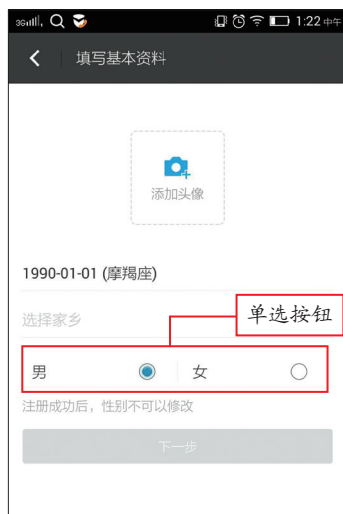 3G 1:22 中午
填写基本资料
添加头像
1990-01-01 (摩羯座)
选择家乡
单选按钮
男 女
注册成功后，性别不可以修改
下一步